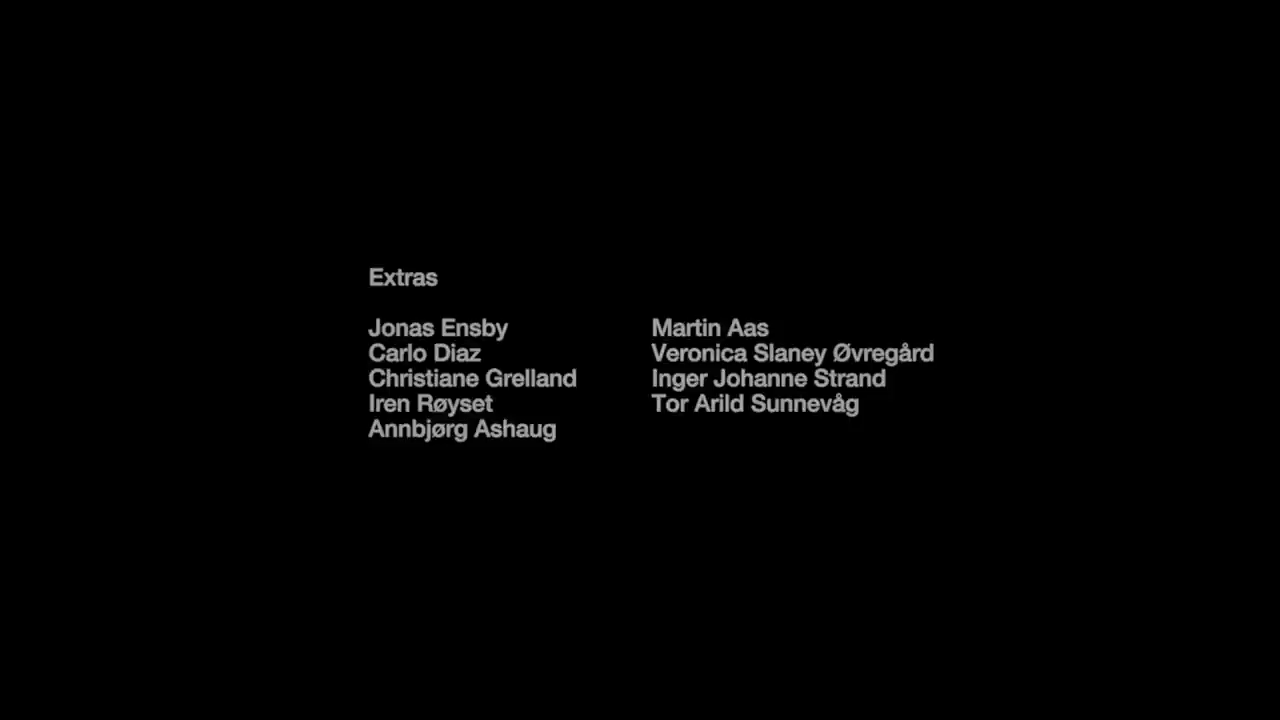 Extras
Jonas Ensby
Carlo Diaz
Christiane Grelland
Iren Røyset
Annbjørg Ashaug
Martin Aas
Veronica Slaney Øvregård
Inger Johanne Strand
Tor Arild Sunnevåg